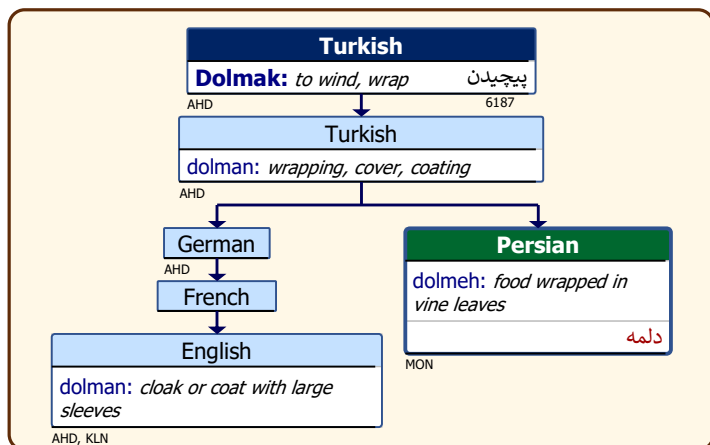 Turkish
Dolmak: to wind, wrap پیچیدن
AHD 6187
Turkish
dolman: wrapping, cover, coating
AHD
German
AHD
French
English
dolman: cloak or coat with large
sleeves
AHD, KLN
Persian
dolmeh: food wrapped in
vine leaves
دلمه
MON